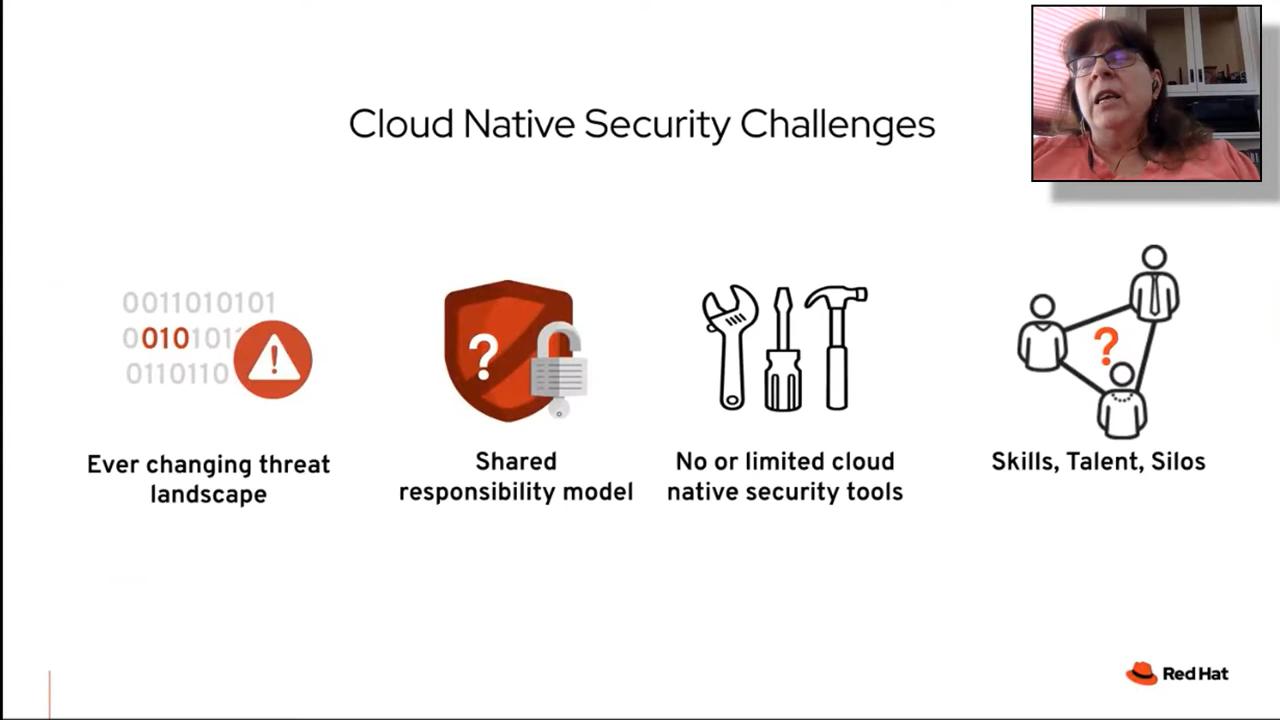 Cloud Native Security Challenges
0011010101
00101011
0110110
?
?
Ever changing threat
landscape
Shared
responsibility model
No or limited cloud
native security tools
Skills, Talent, Silos
Red Hat